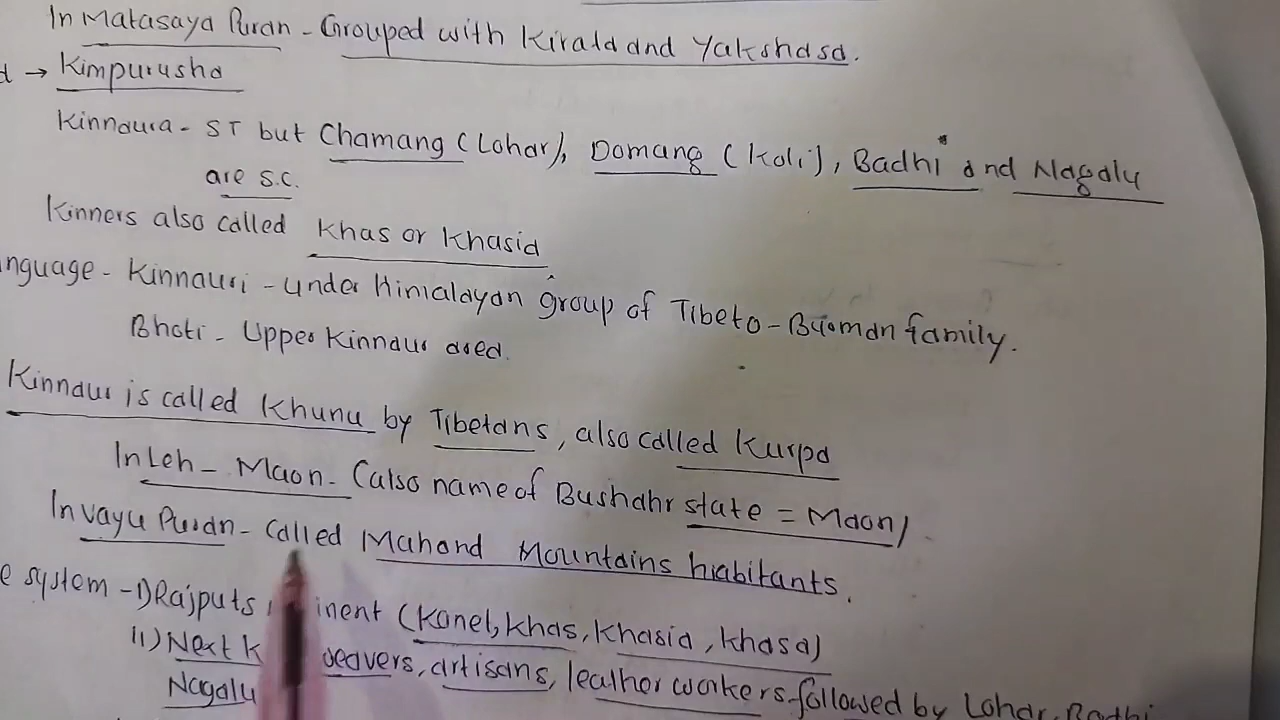 In Matasaya Puran - Grouped with Kirata and Yakshasa.
→ Kimpurusha
Kinnaura - ST but Chamang (Lohar), Domang (Koli), Badhi and Nagalu
are S.C.
Kinners also called Khas or Khasia
nguage - Kinnauri - under Himalayan group of Tibeto-Burman family.
Bhoti - Upper Kinnaur area.
Kinnaur is called Khunu by Tibetans, also called Kurpa
In Leh - Maon - (also name of Bushahr state = Maon)
In Vayu Puran - called Mahand Mountains hiabitants.
e system - 1) Rajputs inent (Kanet, Khas, Khasia, Khasa)
ii) Next K eavers, artisans, leather workers followed by Lohar, Badhi
Nagalu